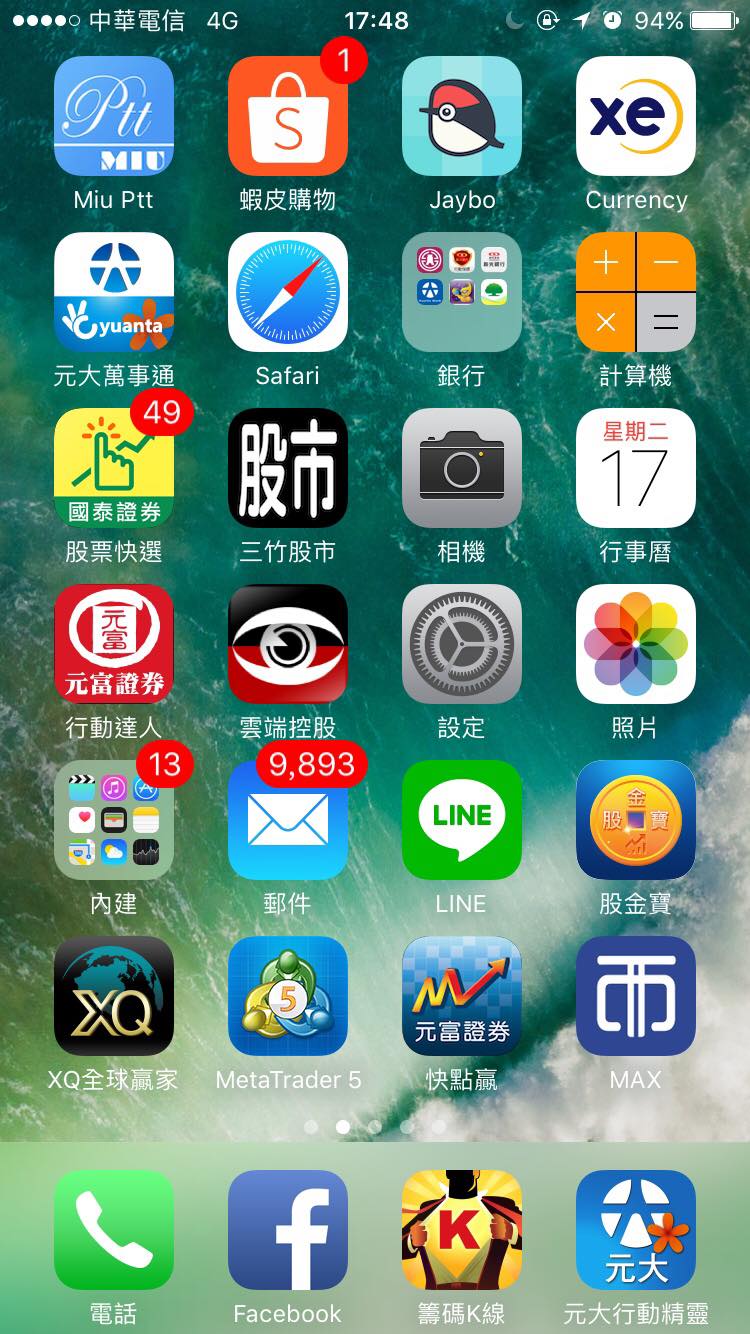 中華電信 4G 17:48 94%
Ptt
MIU
1
S
xe
Miu Ptt 蝦皮購物 Jaybo Currency
yuanta
元大萬事通 Safari 銀行 計算機
49
國泰證券
股市
星期二
17
股票快選 三竹股市 相機 行事曆
元富
元富證券
行動達人 雲端控股 設定 照片
13
9,893
LINE
金
股 寶
內建 郵件 LINE 股金寶
XQ
5
元富證券
币
XQ全球贏家 MetaTrader 5 快點贏 MAX
f
K
元大
電話 Facebook 籌碼K線 元大行動精靈